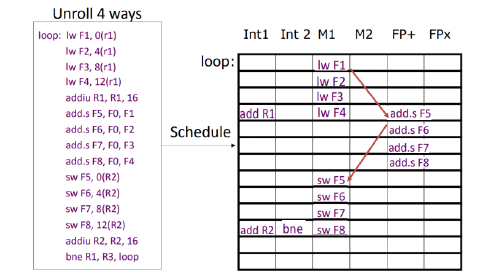 Unroll 4 ways
loop: lw F1, 0(r1)
lw F2, 4(r1)
lw F3, 8(r1)
lw F4, 12(r1)
addiu R1, R1, 16
add.s F5, F0, F1
add.s F6, F0, F2
add.s F7, F0, F3
add.s F8, F0, F4
sw F5, 0(R2)
sw F6, 4(R2)
sw F7, 8(R2)
sw F8, 12(R2)
addiu R2, R2, 16
bne R1, R3, loop
Schedule
Int1 Int 2 M1 M2 FP+ FPx
loop:
lw F1
lw F2
lw F3
add R1 lw F4 add.s F5
add.s F6
add.s F7
add.s F8
sw F5
sw F6
sw F7
add R2 bne sw F8